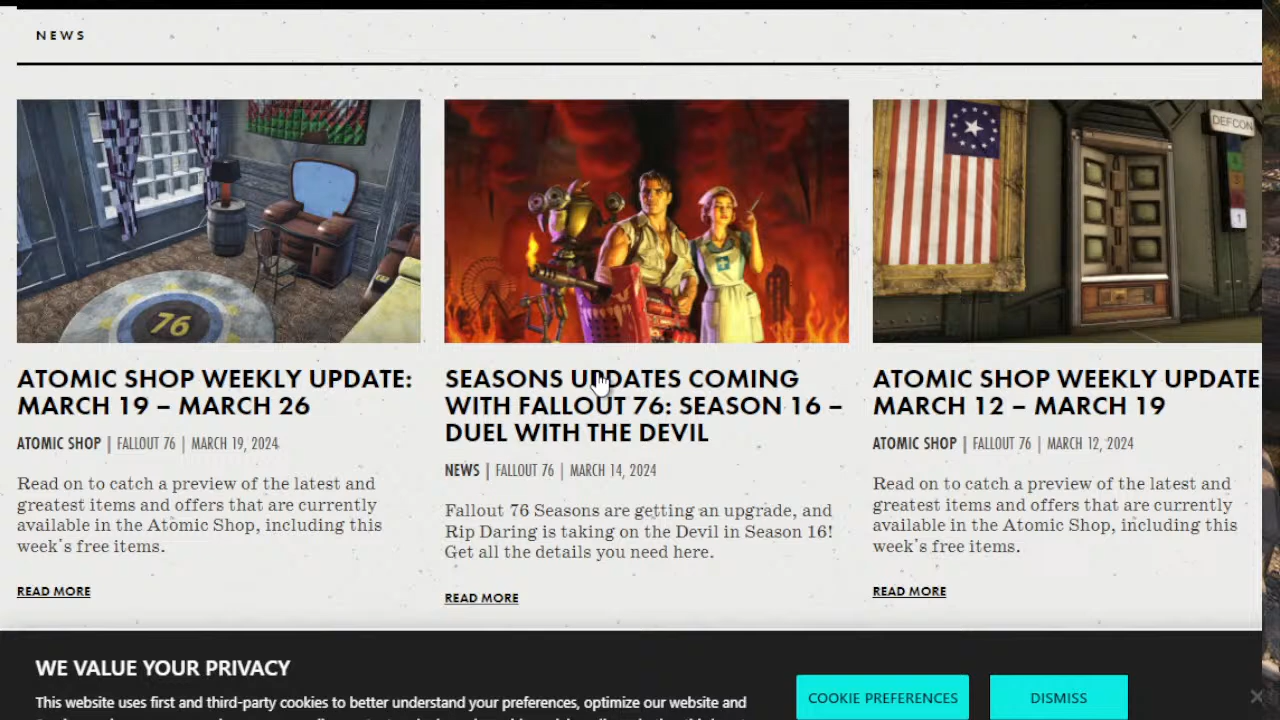 NEWS
DEFCON
4
3
1
76
ATOMIC SHOP WEEKLY UPDATE:
MARCH 19 – MARCH 26
ATOMIC SHOP | FALLOUT 76 | MARCH 19, 2024
Read on to catch a preview of the latest and
greatest items and offers that are currently
available in the Atomic Shop, including this
week's free items.
READ MORE
SEASONS UPDATES COMING
WITH FALLOUT 76: SEASON 16 –
DUEL WITH THE DEVIL
NEWS | FALLOUT 76 | MARCH 14, 2024
Fallout 76 Seasons are getting an upgrade, and
Rip Daring is taking on the Devil in Season 16!
Get all the details you need here.
READ MORE
ATOMIC SHOP WEEKLY UPDATE
MARCH 12 – MARCH 19
ATOMIC SHOP | FALLOUT 76 | MARCH 12, 2024
Read on to catch a preview of the latest and
greatest items and offers that are currently
available in the Atomic Shop, including this
week's free items.
READ MORE
WE VALUE YOUR PRIVACY
This website uses first and third-party cookies to better understand your preferences, optimize our website and
COOKIE PREFERENCES
DISMISS